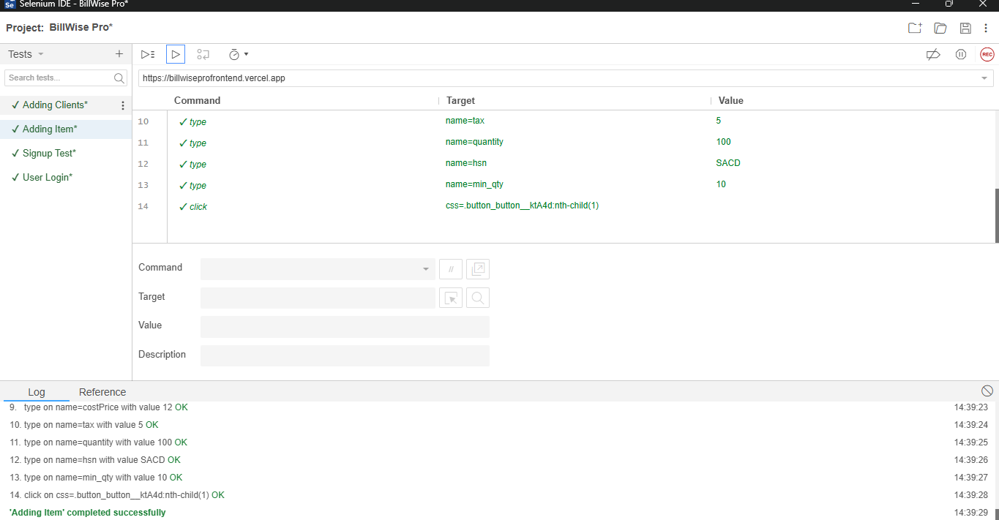 Se Selenium IDE - BillWise Pro*
Project: BillWise Pro*
Tests
Search tests...
https://billwiseprofrontend.vercel.app
REC
Command Target Value
✓ Adding Clients*
✓ Adding Item*
✓ Signup Test*
✓ User Login*
10 ✓ type name=tax 5
11 ✓ type name=quantity 100
12 ✓ type name=hsn SACD
13 ✓ type name=min_qty 10
14 ✓ click css=.button_button__ktA4d:nth-child(1)
Command //
Target
Value
Description
Log Reference
9. type on name=costPrice with value 12 OK 14:39:23
10. type on name=tax with value 5 OK 14:39:24
11. type on name=quantity with value 100 OK 14:39:25
12. type on name=hsn with value SACD OK 14:39:26
13. type on name=min_qty with value 10 OK 14:39:27
14. click on css=.button_button__ktA4d:nth-child(1) OK 14:39:28
'Adding Item' completed successfully 14:39:29